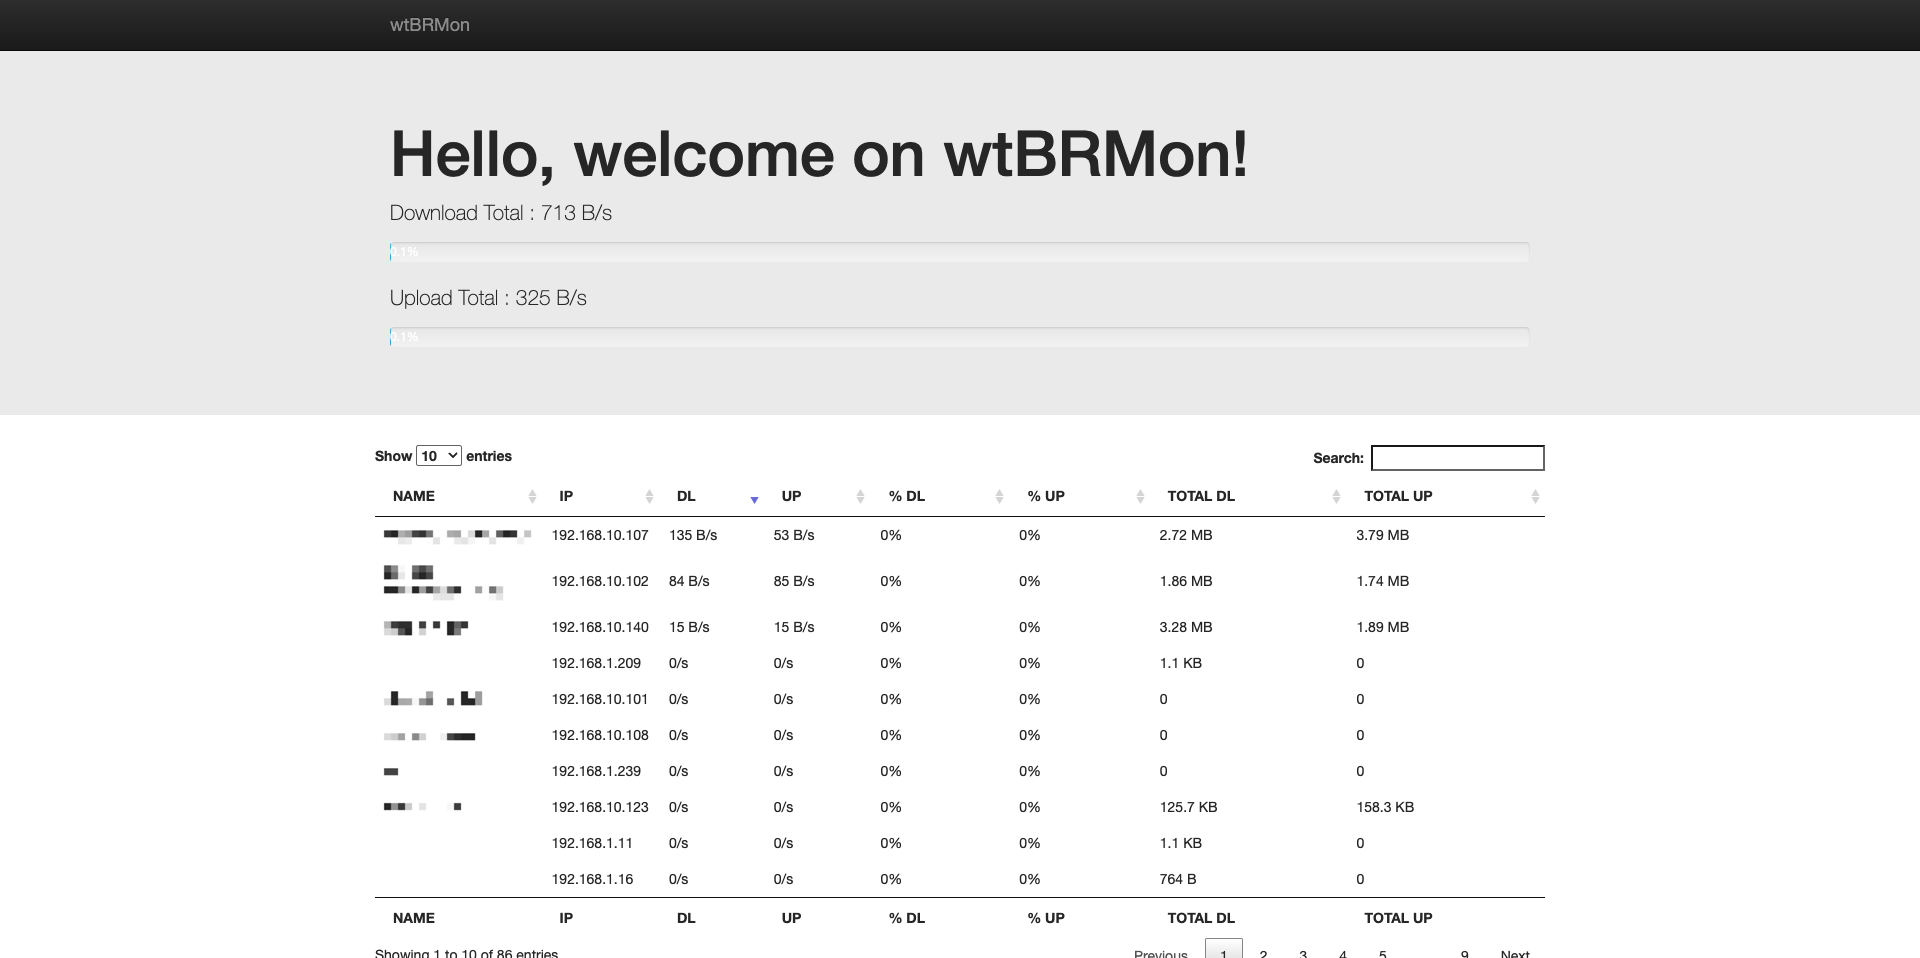 wtBRMon
Hello, welcome on wtBRMon!
Download Total : 713 B/s
0.1%
Upload Total : 325 B/s
0.1%
Show 10 entries Search:
NAME IP DL UP % DL % UP TOTAL DL TOTAL UP
192.168.10.107 135 B/s 53 B/s 0% 0% 2.72 MB 3.79 MB
192.168.10.102 84 B/s 85 B/s 0% 0% 1.86 MB 1.74 MB
192.168.10.140 15 B/s 15 B/s 0% 0% 3.28 MB 1.89 MB
192.168.1.209 0/s 0/s 0% 0% 1.1 KB 0
192.168.10.101 0/s 0/s 0% 0% 0 0
192.168.10.108 0/s 0/s 0% 0% 0 0
192.168.1.239 0/s 0/s 0% 0% 0 0
192.168.10.123 0/s 0/s 0% 0% 125.7 KB 158.3 KB
192.168.1.11 0/s 0/s 0% 0% 1.1 KB 0
192.168.1.16 0/s 0/s 0% 0% 764 B 0
NAME IP DL UP % DL % UP TOTAL DL TOTAL UP
Showing 1 to 10 of 86 entries Previous 1 2 3 4 5 9 Next